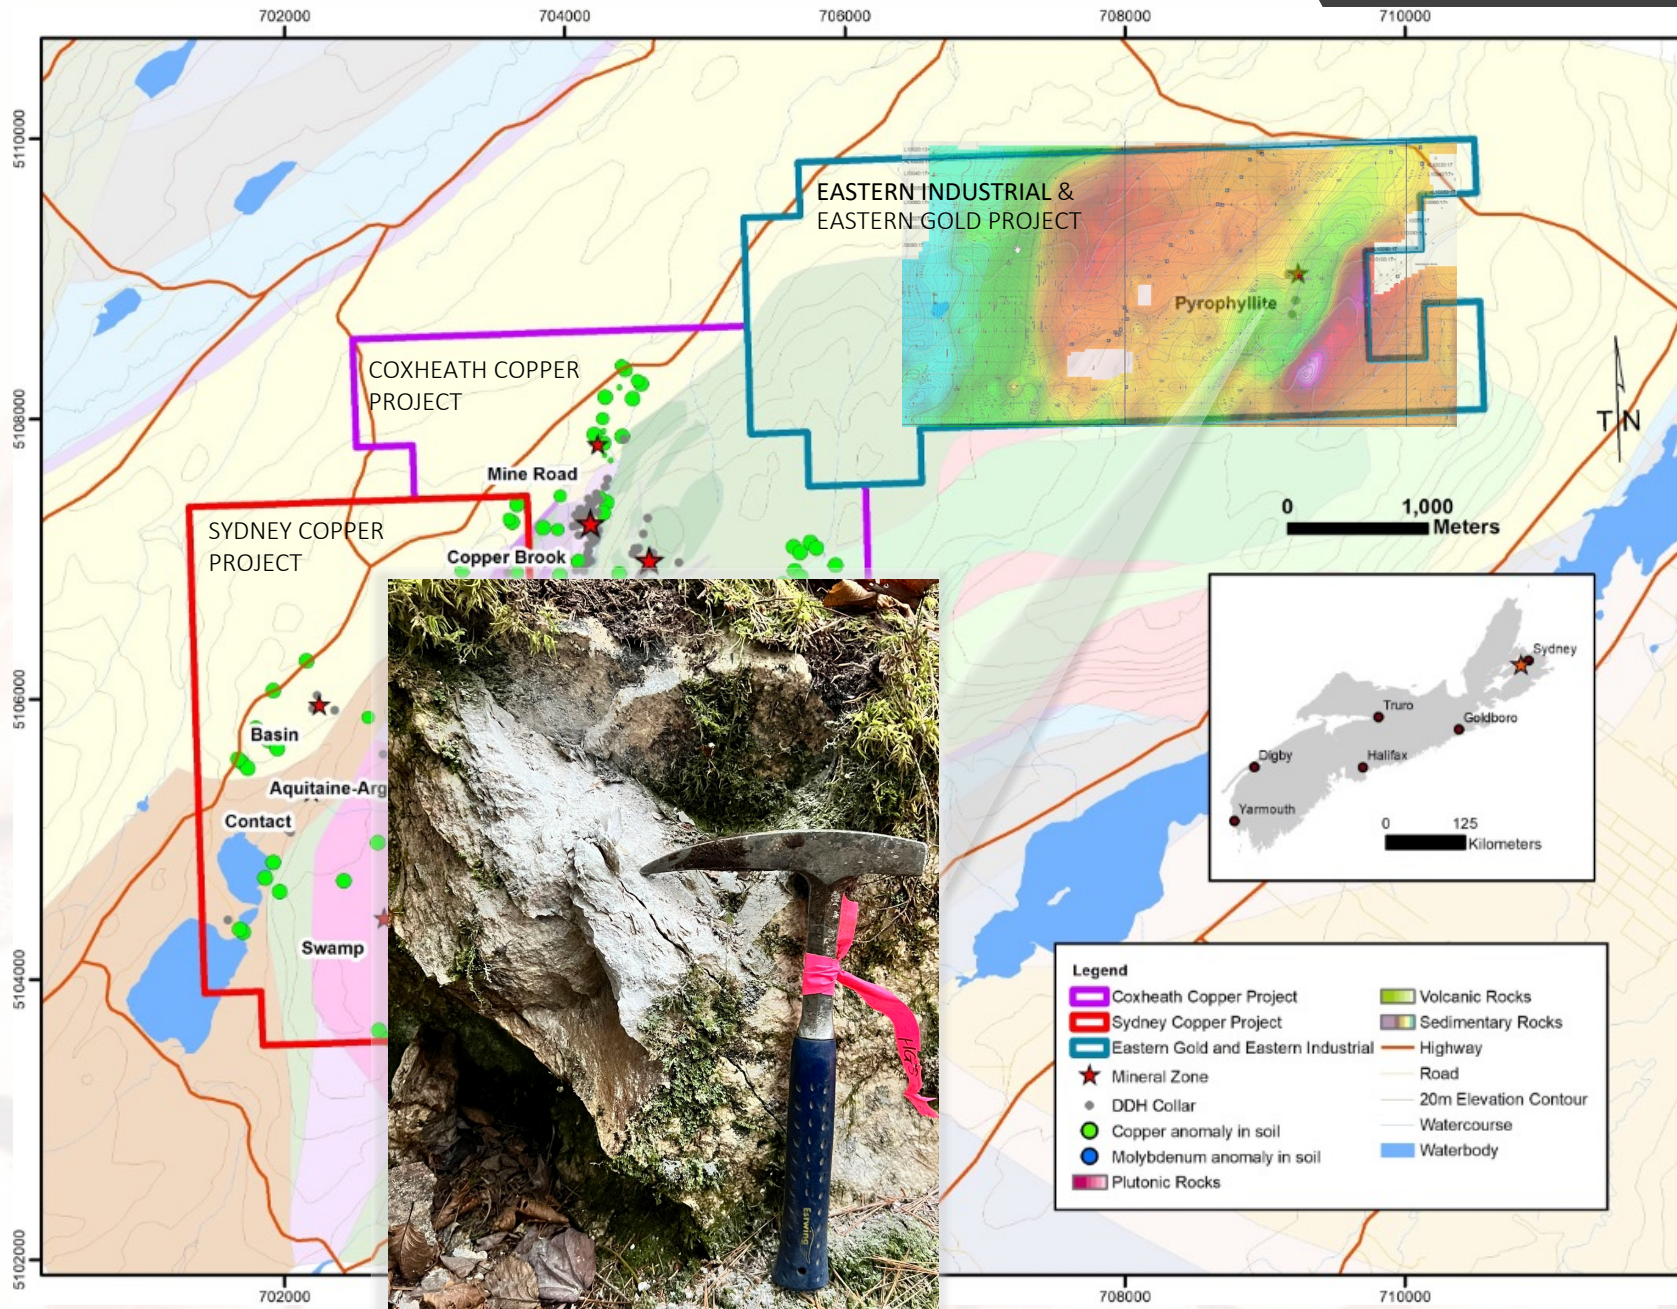 702000
704000
706000
708000
710000
5110000
5108000
5106000
5104000
5102000
EASTERN INDUSTRIAL &
EASTERN GOLD PROJECT
Pyrophyllite
COXHEATH COPPER
PROJECT
Mine Road
SYDNEY COPPER
PROJECT
Copper Brook
T N
0 1,000
Meters
Basin
Aquitaine-Arg
Contact
Swamp
Sydney
Truro
Goldboro
Digby
Halifax
Yarmouth
0 125
Kilometers
Estwing
Legend
Coxheath Copper Project
Sydney Copper Project
Eastern Gold and Eastern Industrial
Mineral Zone
DDH Collar
Copper anomaly in soil
Molybdenum anomaly in soil
Plutonic Rocks
Volcanic Rocks
Sedimentary Rocks
Highway
Road
20m Elevation Contour
Watercourse
Waterbody
702000
708000
710000